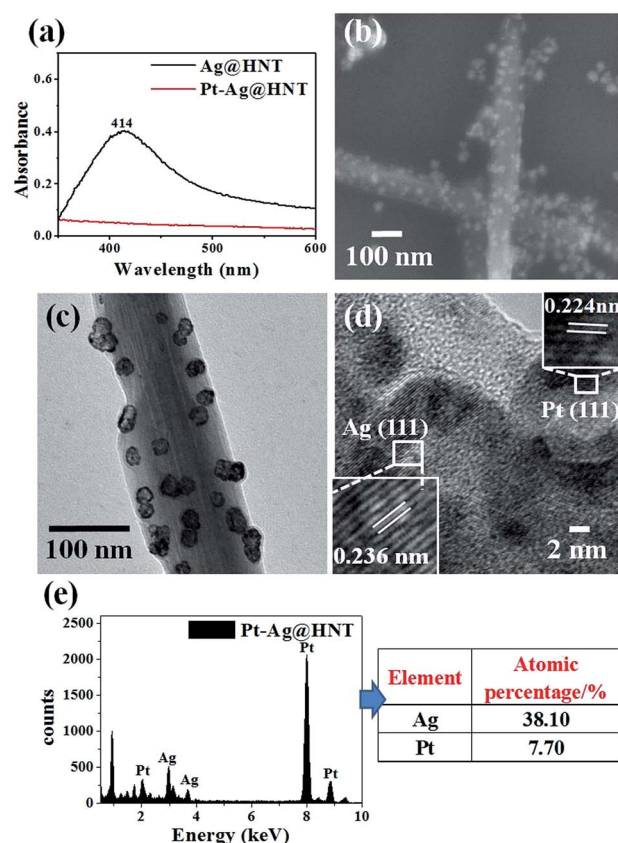 (a)
Ag@HNT
Pt-Ag@HNT
414
0.6
0.4
0.2
0.0
Absorbance
400
500
600
Wavelength (nm)
(b)
100 nm
(c)
100 nm
(d)
0.224nm
Pt (111)
Ag (111)
0.236 nm
2 nm
(e)
2500
2000
1500
1000
500
0
counts
Pt-Ag@HNT
Pt
Ag
Ag
Pt
Pt
2
4
6
8
10
Energy (keV)
Element
Atomic
percentage/%
Ag
38.10
Pt
7.70